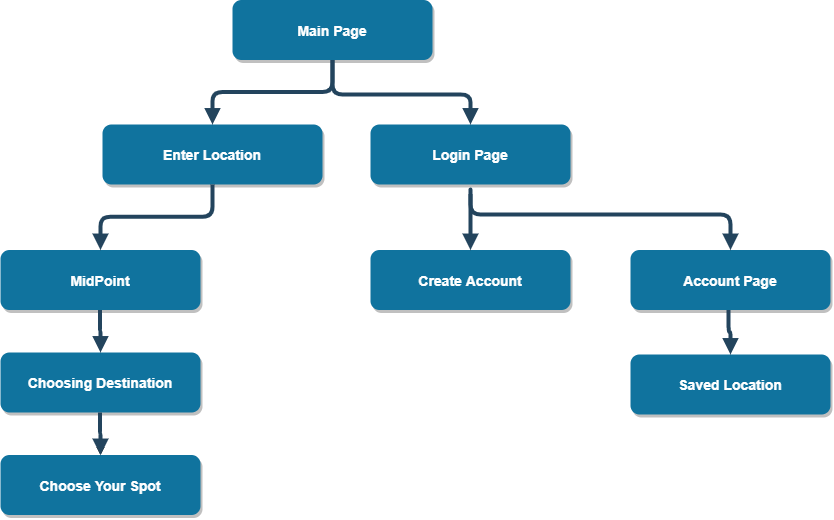 Main Page
Enter Location
Login Page
MidPoint
Create Account
Account Page
Choosing Destination
Saved Location
Choose Your Spot